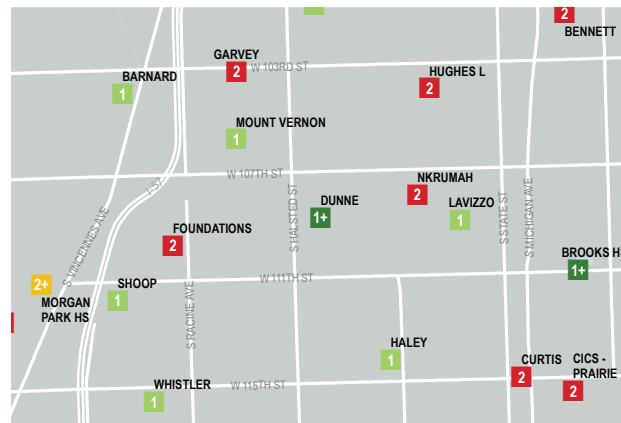 2
BENNETT
GARVEY
2
W 103RD ST
BARNARD
1
HUGHES L
2
MOUNT VERNON
1
W 107TH ST
I-57
NKRUMAH
2
DUNNE
1+
LAVIZZO
1
S HALSTED ST
S STATE ST
S MICHIGAN AVE
S VINCENNES AVE
FOUNDATIONS
2
BROOKS H
1+
W 111TH ST
2+
MORGAN
PARK HS
SHOOP
1
S RACINE AVE
HALEY
1
CURTIS
2
CICS -
PRAIRIE
2
WHISTLER
1
W 115TH ST